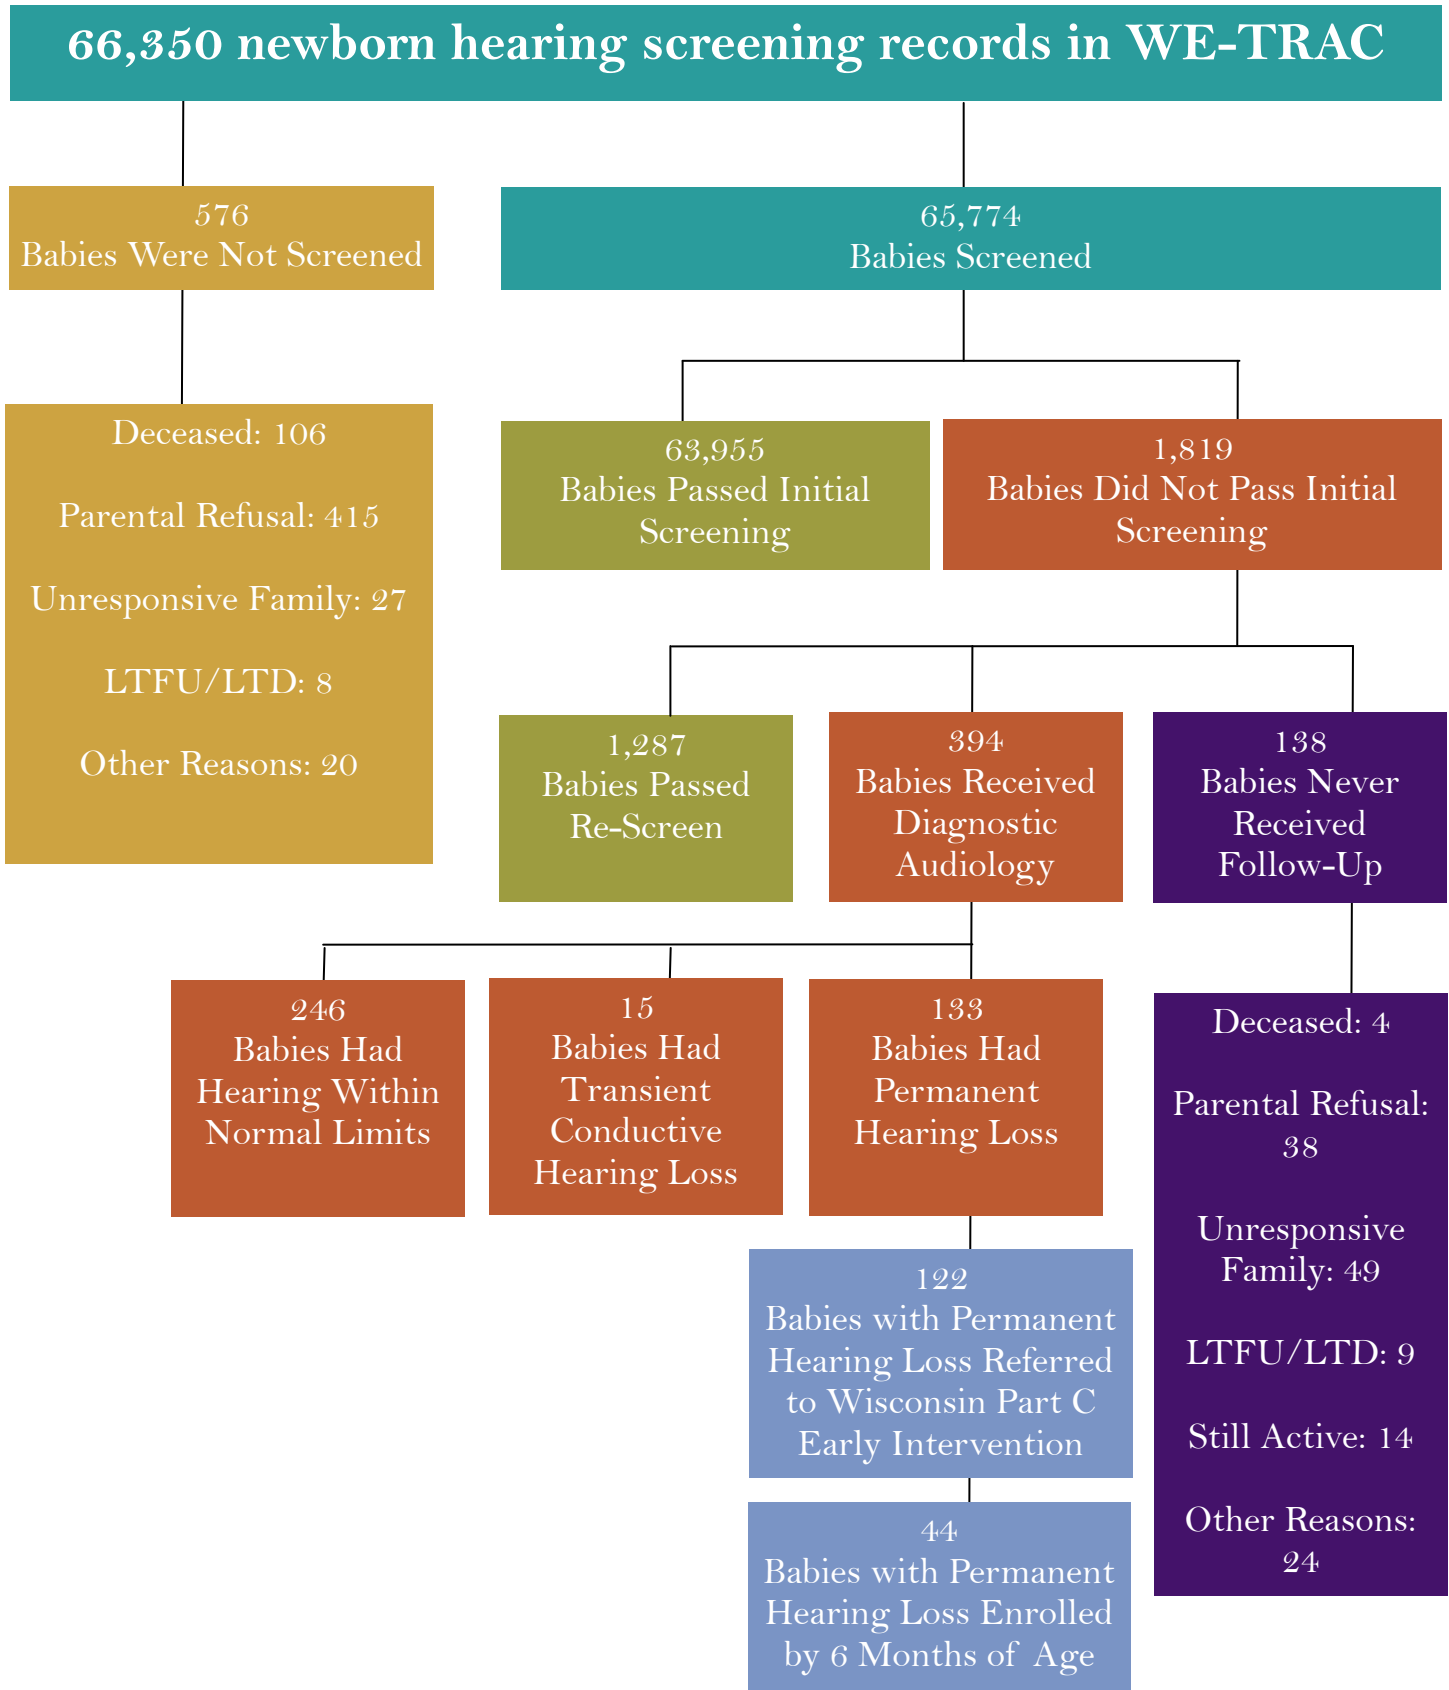 66,350 newborn hearing screening records in WE-TRAC
576
Babies Were Not Screened
65,774
Babies Screened
Deceased: 106
Parental Refusal: 415
Unresponsive Family: 27
LTFU/LTD: 8
Other Reasons: 20
63,955
Babies Passed Initial
Screening
1,819
Babies Did Not Pass Initial
Screening
1,287
Babies Passed
Re-Screen
394
Babies Received
Diagnostic
Audiology
138
Babies Never
Received
Follow-Up
246
Babies Had
Hearing Within
Normal Limits
15
Babies Had
Transient
Conductive
Hearing Loss
133
Babies Had
Permanent
Hearing Loss
Deceased: 4
Parental Refusal:
38
Unresponsive
Family: 49
LTFU/LTD: 9
Still Active: 14
Other Reasons:
24
122
Babies with Permanent
Hearing Loss Referred
to Wisconsin Part C
Early Intervention
44
Babies with Permanent
Hearing Loss Enrolled
by 6 Months of Age